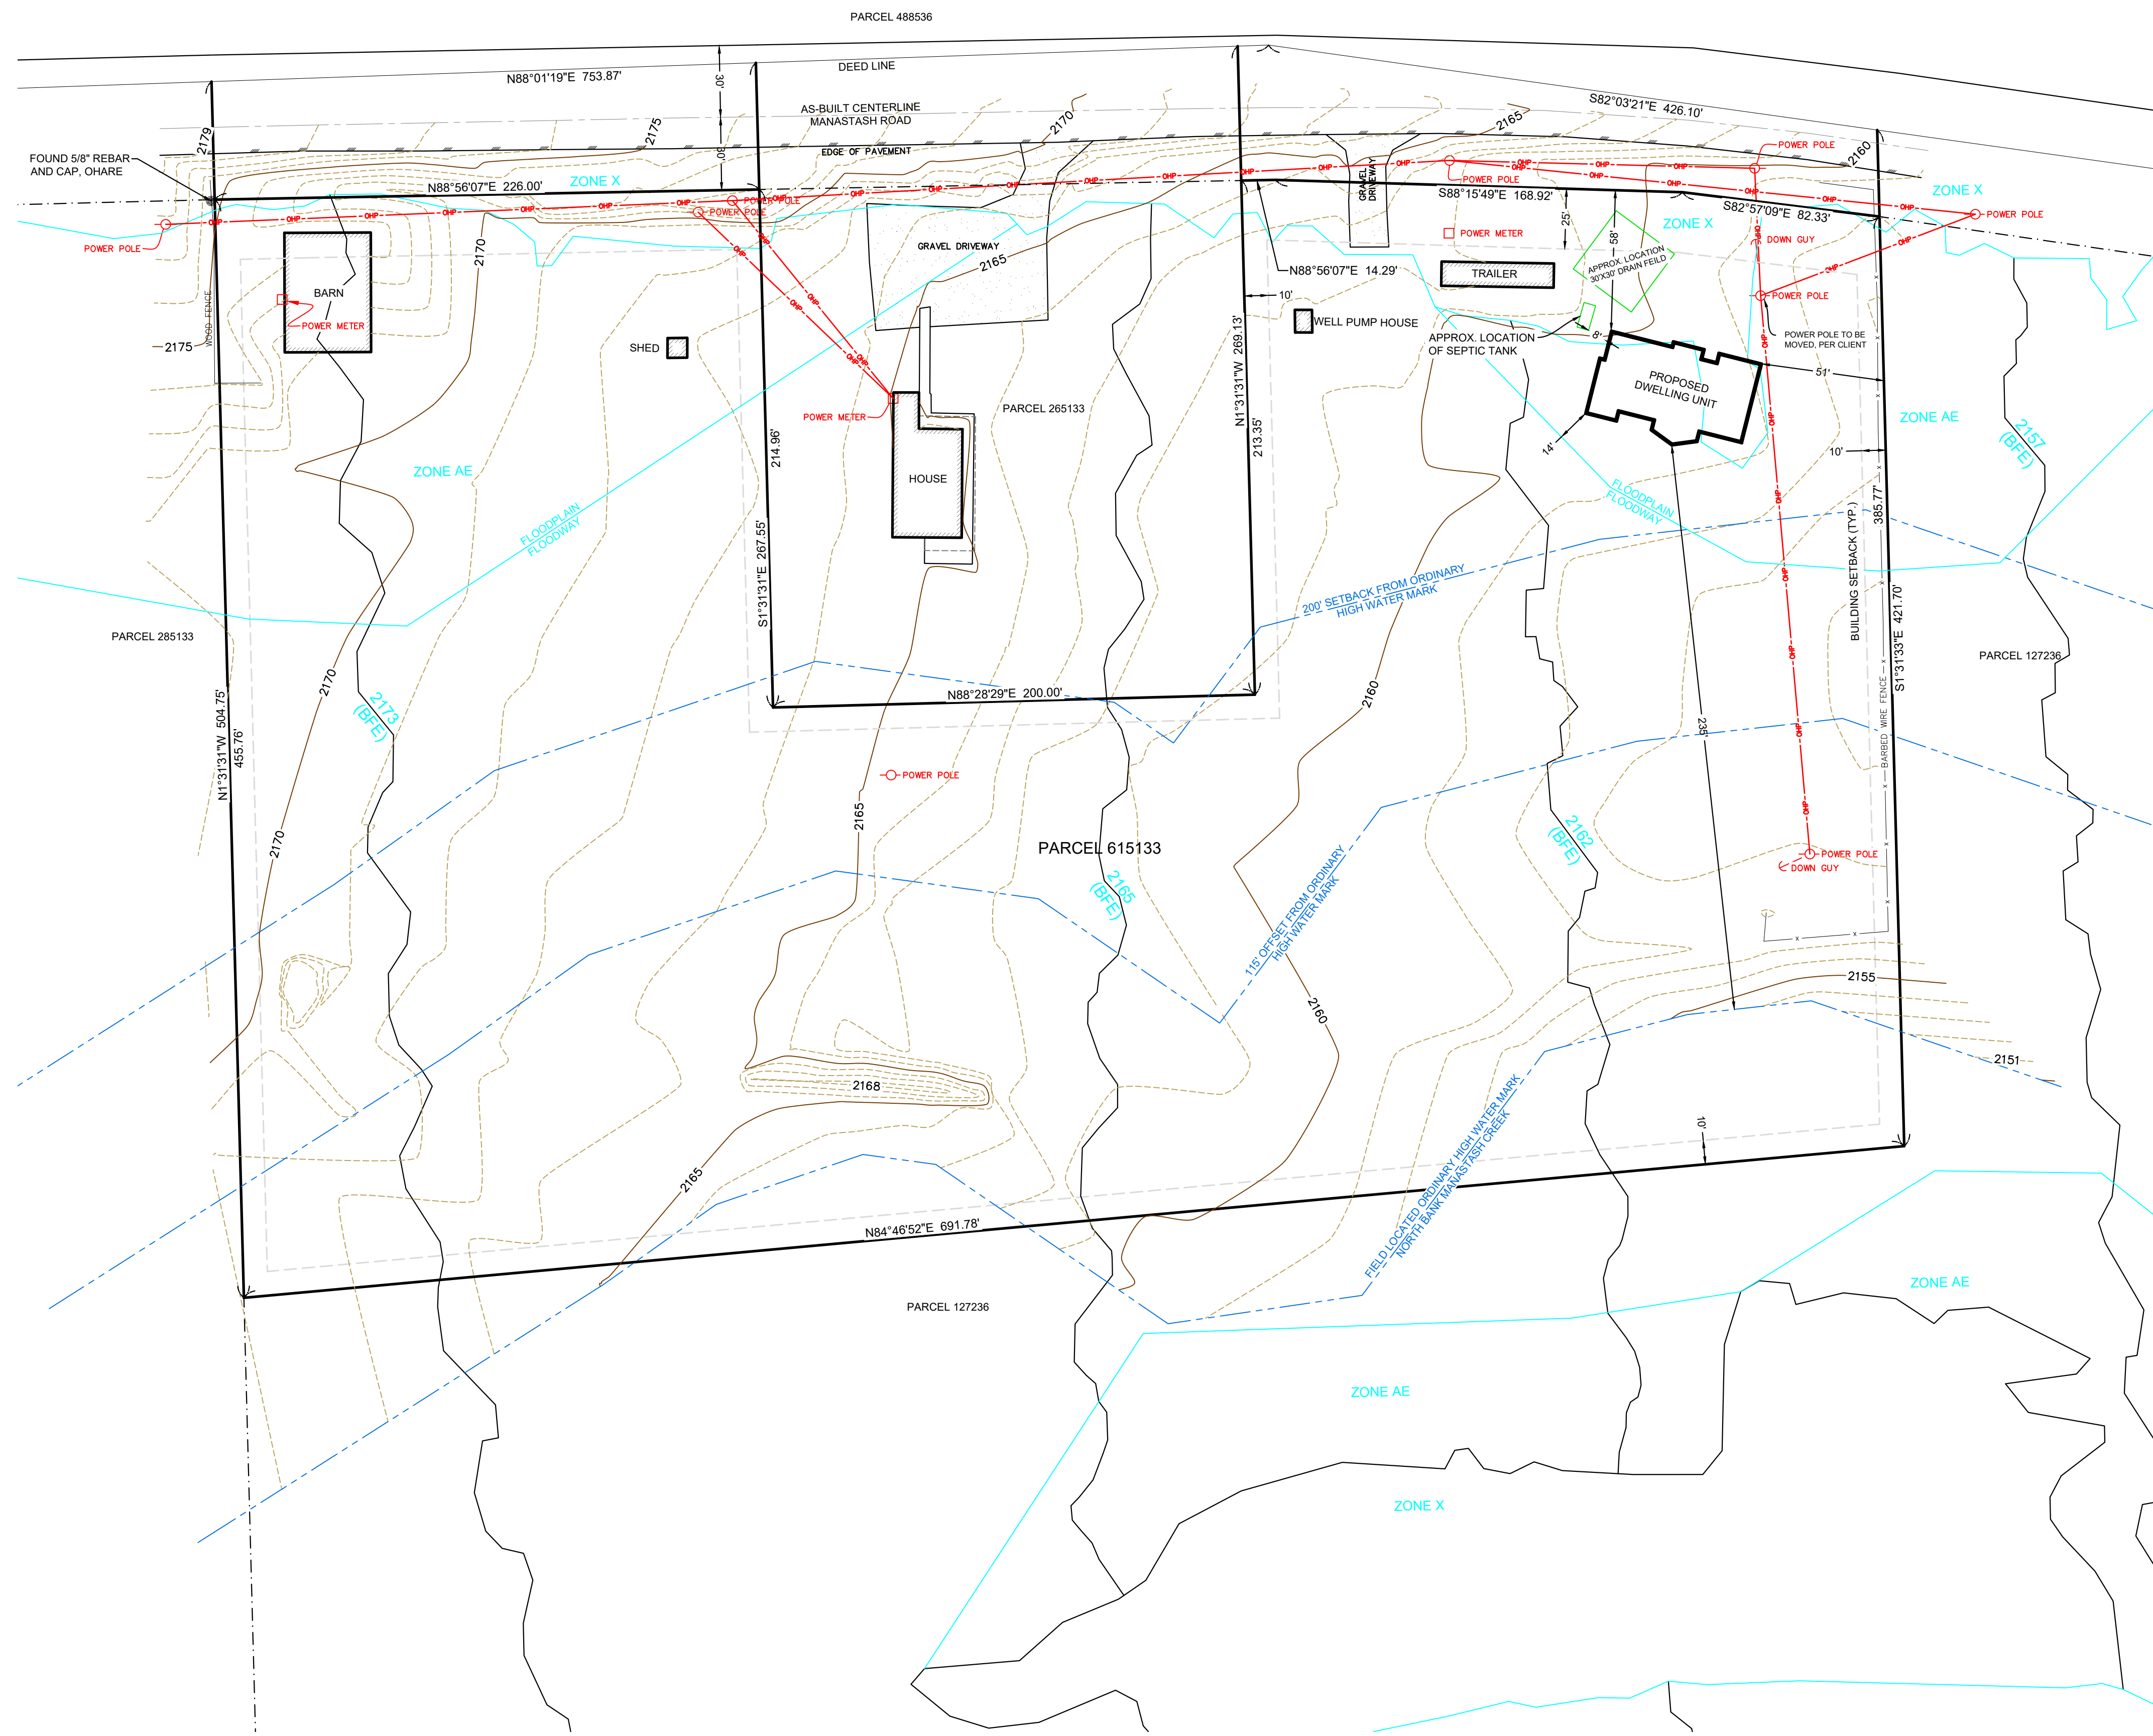 PARCEL 488536
N88°01'19"E 753.87'
30'
DEED LINE
AS-BUILT CENTERLINE
MANASTASH ROAD
S82°03'21"E 426.10'
2179
2175
2170
2165
2160
30'
EDGE OF PAVEMENT
FOUND 5/8" REBAR
AND CAP, OHARE
N88°56'07"E 226.00'
ZONE X
OHP
POWER POLE
POWER POLE
POWER POLE
POWER POLE
POWER POLE
POWER POLE
GRAVEL
DRIVEWAY
S88°15'49"E 168.92'
S82°57'09"E 82.33'
ZONE X
ZONE X
25'
58'
POWER METER
DOWN GUY
2170
GRAVEL DRIVEWAY
2165
N88°56'07"E 14.29'
TRAILER
APPROX. LOCATION
30'X30' DRAIN FEILD
BARN
POWER METER
WOOD FENCE
2175
10'
POWER POLE
SHED
WELL PUMP HOUSE
APPROX. LOCATION
OF SEPTIC TANK
8'
POWER POLE TO BE
MOVED, PER CLIENT
PROPOSED
DWELLING UNIT
51'
POWER METER
PARCEL 265133
N1°31'31"W 269.13'
213.35'
214.96'
S1°31'31"E 267.55'
ZONE AE
ZONE AE
2157
(BFE)
14'
10'
HOUSE
FLOODPLAIN
FLOODWAY
FLOODPLAIN
FLOODWAY
385.77'
BUILDING SETBACK (TYP.)
200' SETBACK FROM ORDINARY
HIGH WATER MARK
PARCEL 285133
S1°31'33"E 421.70'
PARCEL 127236
2170
2173
(BFE)
N88°28'29"E 200.00'
2160
N1°31'31"W 504.75'
455.76'
235'
BARBED WIRE FENCE
POWER POLE
2165
2170
PARCEL 615133
2165
(BFE)
2162
(BFE)
POWER POLE
DOWN GUY
115' OFFSET FROM ORDINARY
HIGH WATER MARK
2155
2160
2151
2168
10'
FIELD LOCATED ORDINARY HIGH WATER MARK
NORTH BANK MANASTASH CREEK
2165
N84°46'52"E 691.78'
PARCEL 127236
ZONE AE
ZONE AE
ZONE X